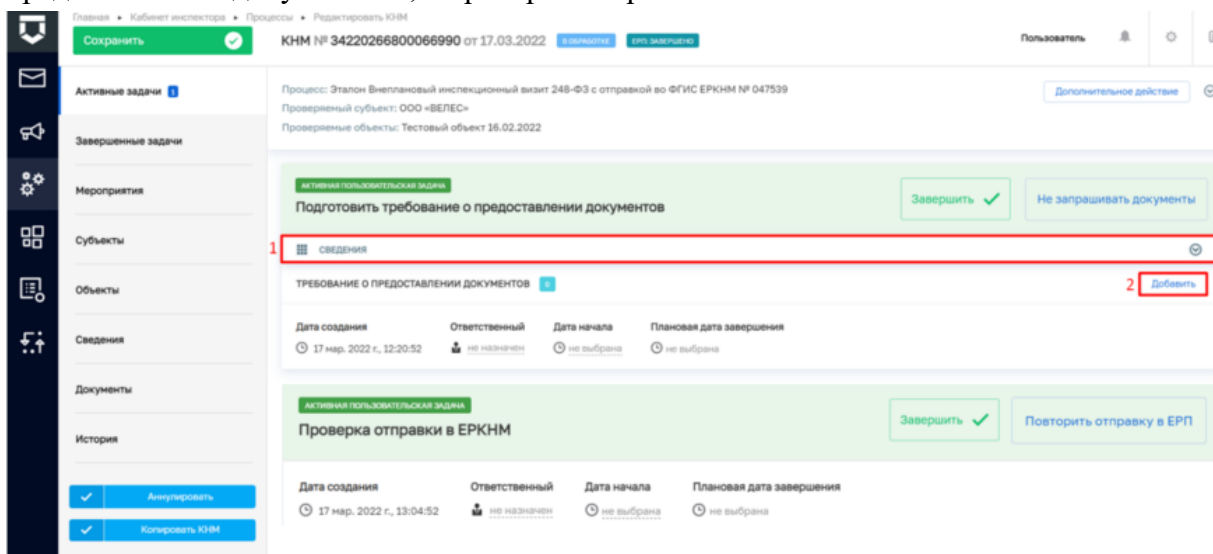 Главная ▸ Кабинет инспектора ▸ Процессы ▸ Редактировать КНМ
Сохранить
КНМ № 34220266800066990 от 17.03.2022 В ОБРАБОТКЕ ЕРП: ЗАВЕРШЕНО
Пользователь
Активные задачи 1
Завершенные задачи
Мероприятия
Субъекты
Объекты
Сведения
Документы
История
Аннулировать
Копировать КНМ
Процесс: Эталон Внеплановый инспекционный визит 248-ФЗ с отправкой во ФГИС ЕРКНМ № 047539
Дополнительное действие
Проверяемый субъект: ООО «ВЕЛЕС»
Проверяемые объекты: Тестовый объект 16.02.2022
АКТИВНАЯ ПОЛЬЗОВАТЕЛЬСКАЯ ЗАДАЧА
Подготовить требование о предоставлении документов
Завершить
Не запрашивать документы
1 СВЕДЕНИЯ
ТРЕБОВАНИЕ О ПРЕДОСТАВЛЕНИИ ДОКУМЕНТОВ 0
2 Добавить
Дата создания Ответственный Дата начала Плановая дата завершения
17 мар. 2022 г., 12:20:52 не назначен не выбрана не выбрана
АКТИВНАЯ ПОЛЬЗОВАТЕЛЬСКАЯ ЗАДАЧА
Проверка отправки в ЕРКНМ
Завершить
Повторить отправку в ЕРП
Дата создания Ответственный Дата начала Плановая дата завершения
17 мар. 2022 г., 13:04:52 не назначен не выбрана не выбрана